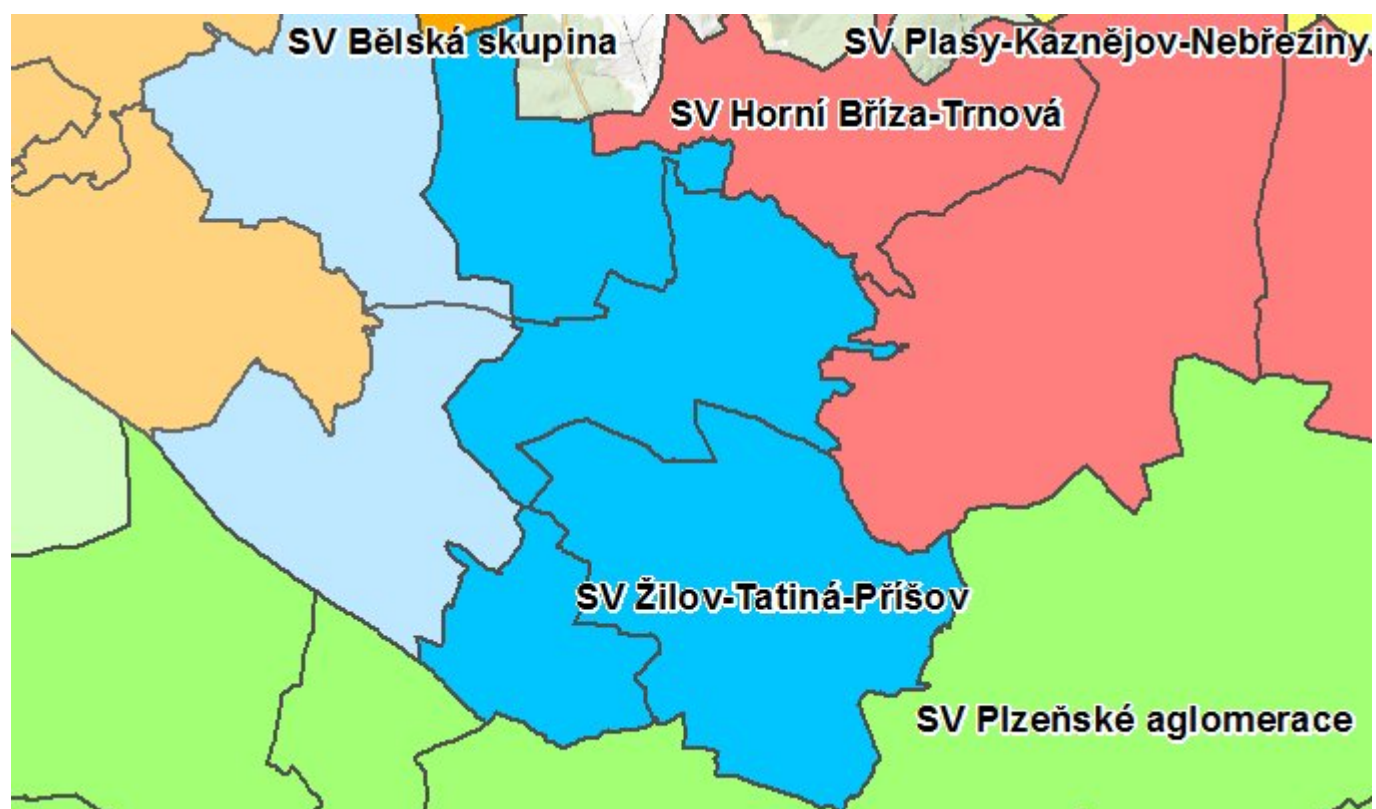 SV Bělská skupina
SV Plasy-Kaznějov-Nebřeziny
SV Horní Bříza-Trnová
SV Žilov-Tatiná-Příšov
SV Plzeňské aglomerace